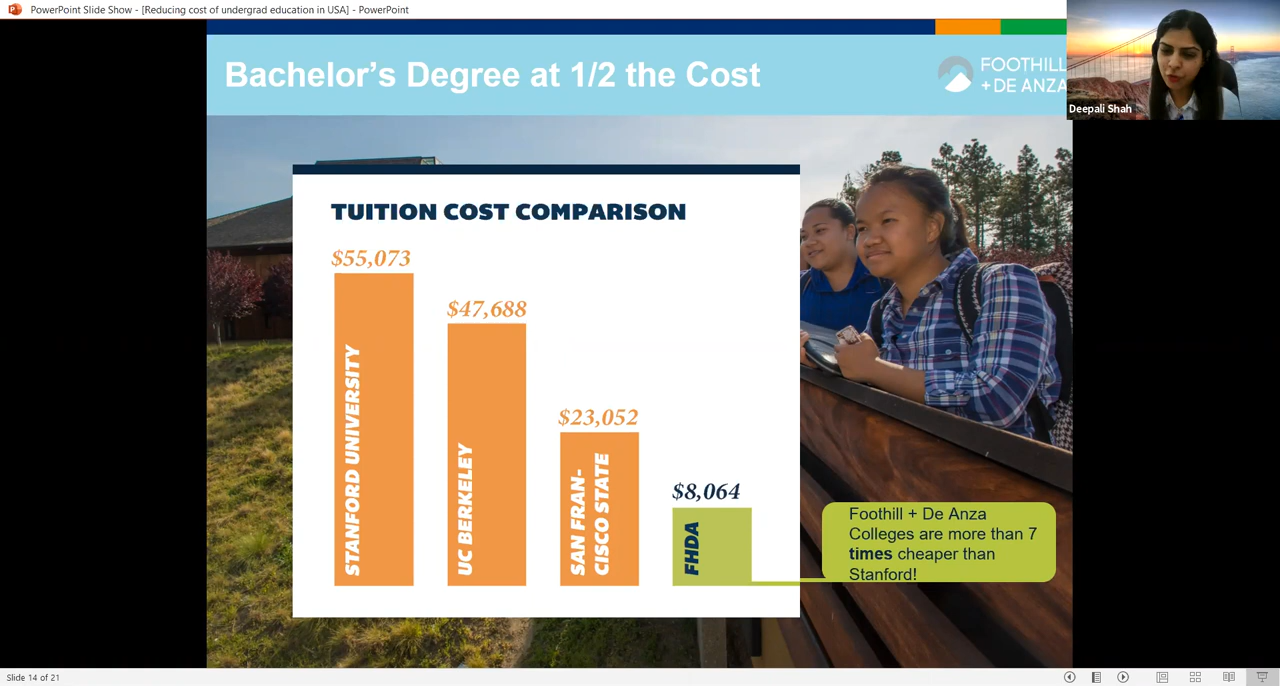 PowerPoint Slide Show - [Reducing cost of undergrad education in USA] - PowerPoint
Bachelor's Degree at 1/2 the Cost
FOOTHILL
+DE ANZA
Deepali Shah
TUITION COST COMPARISON
$55,073
STANFORD UNIVERSITY
$47,688
UC BERKELEY
$23,052
SAN FRAN-
CISCO STATE
$8,064
FHDA
Foothill + De Anza
Colleges are more than 7
times cheaper than
Stanford!
Slide 14 of 21